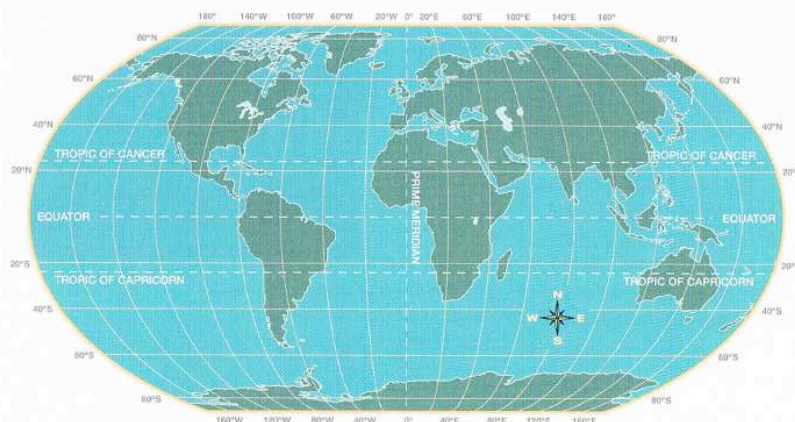 180° 140°W 100°W 60°W 20°W 0° 20°E 60°E 100°E 140°E 180°
80°N 80°N
60°N 60°N
40°N 40°N
TROPIC OF CANCER TROPIC OF CANCER
20°N 20°
PRIME MERIDIAN
EQUATOR EQUATOR
20°S 20°S
TROPIC OF CAPRICORN TROPIC OF CAPRICORN
N
40°S 40°S
W E
S
60°S 60°S
80°S 80°S
160°W 120°W 80°W 40°W 0° 40°E 80°E 120°E 160°E